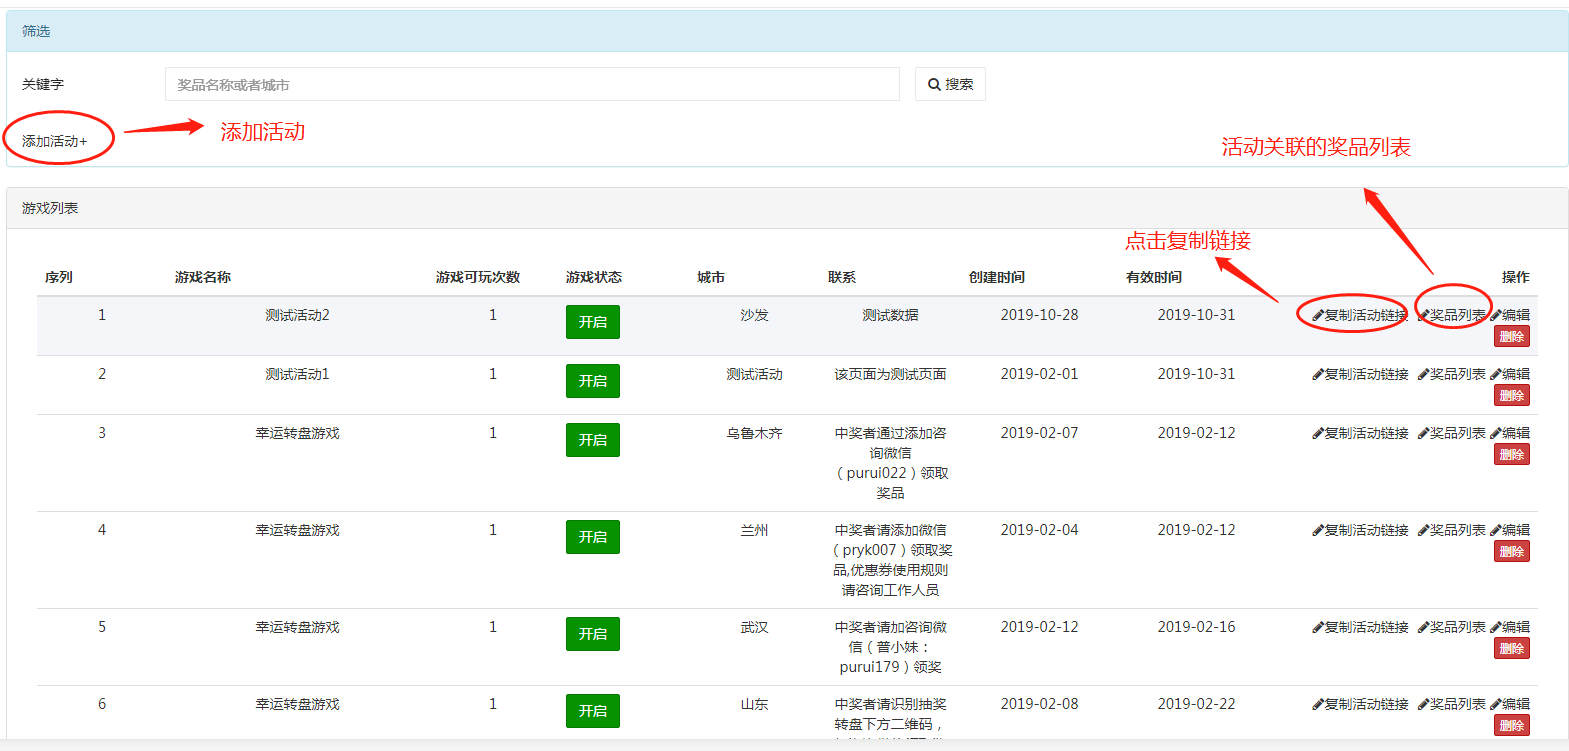 筛选
关键字 奖品名称或者城市 搜索
添加活动+ 添加活动
活动关联的奖品列表
游戏列表
点击复制链接
序列 游戏名称 游戏可玩次数 游戏状态 城市 联系 创建时间 有效时间 操作
1 测试活动2 1 开启 沙发 测试数据 2019-10-28 2019-10-31 复制活动链接 奖品列表 编辑
删除
2 测试活动1 1 开启 测试活动 该页面为测试页面 2019-02-01 2019-10-31 复制活动链接 奖品列表 编辑
删除
3 幸运转盘游戏 1 开启 乌鲁木齐 中奖者通过添加咨 2019-02-07 2019-02-12 复制活动链接 奖品列表 编辑
询微信 删除
（purui022）领取
奖品
4 幸运转盘游戏 1 开启 兰州 中奖者请添加微信 2019-02-04 2019-02-12 复制活动链接 奖品列表 编辑
（pryk007）领取奖 删除
品,优惠券使用规则
请咨询工作人员
5 幸运转盘游戏 1 开启 武汉 中奖者请加咨询微 2019-02-12 2019-02-16 复制活动链接 奖品列表 编辑
信（普小妹： 删除
purui179）领奖
6 幸运转盘游戏 1 开启 山东 中奖者请识别抽奖 2019-02-08 2019-02-22 复制活动链接 奖品列表 编辑
转盘下方二维码， 删除